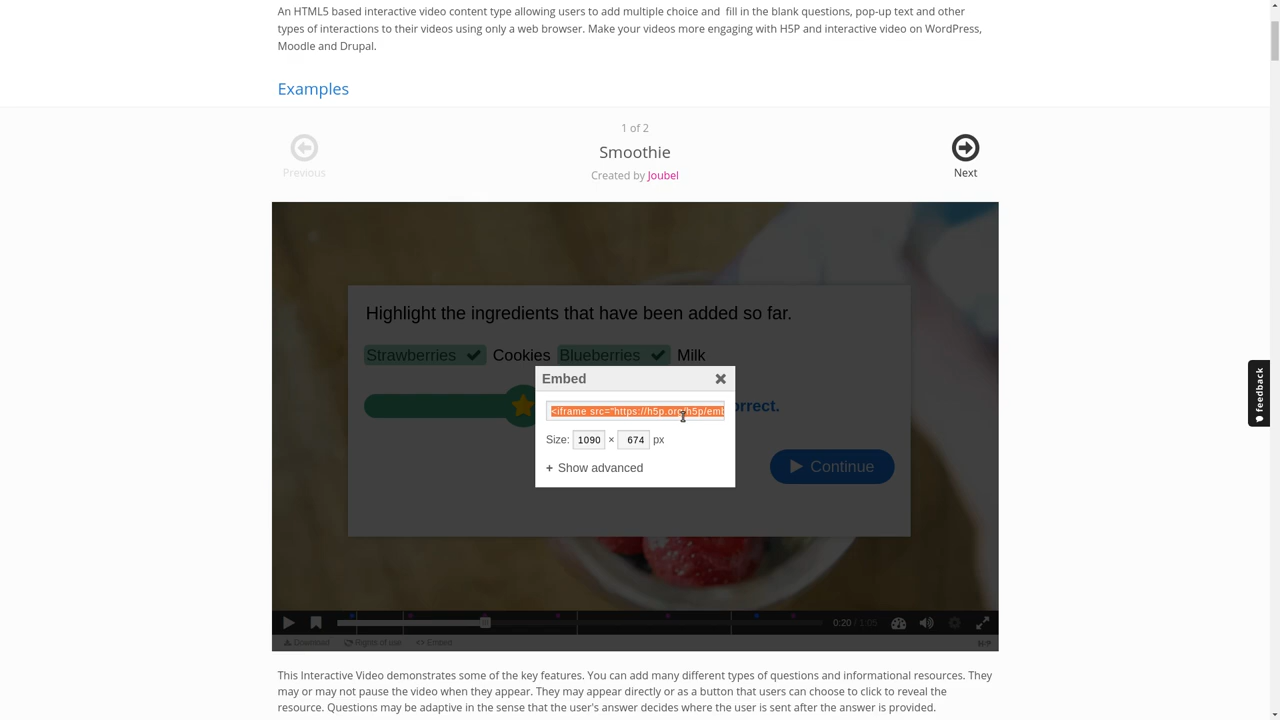 An HTML5 based interactive video content type allowing users to add multiple choice and  fill in the blank questions, pop-up text and other
types of interactions to their videos using only a web browser. Make your videos more engaging with H5P and interactive video on WordPress,
Moodle and Drupal.
Examples
1 of 2
Previous
Smoothie
Next
Created by Joubel
Highlight the ingredients that have been added so far.
Strawberries Cookies Blueberries Milk
Embed
<iframe src="https://h5p.org/h5p/emb
orrect.
Size: 1090 × 674 px
+ Show advanced
Continue
feedback
0:20 / 1:05
Download Rights of use <> Embed H5P
This Interactive Video demonstrates some of the key features. You can add many different types of questions and informational resources. They
may or may not pause the video when they appear. They may appear directly or as a button that users can choose to click to reveal the
resource. Questions may be adaptive in the sense that the user's answer decides where the user is sent after the answer is provided.